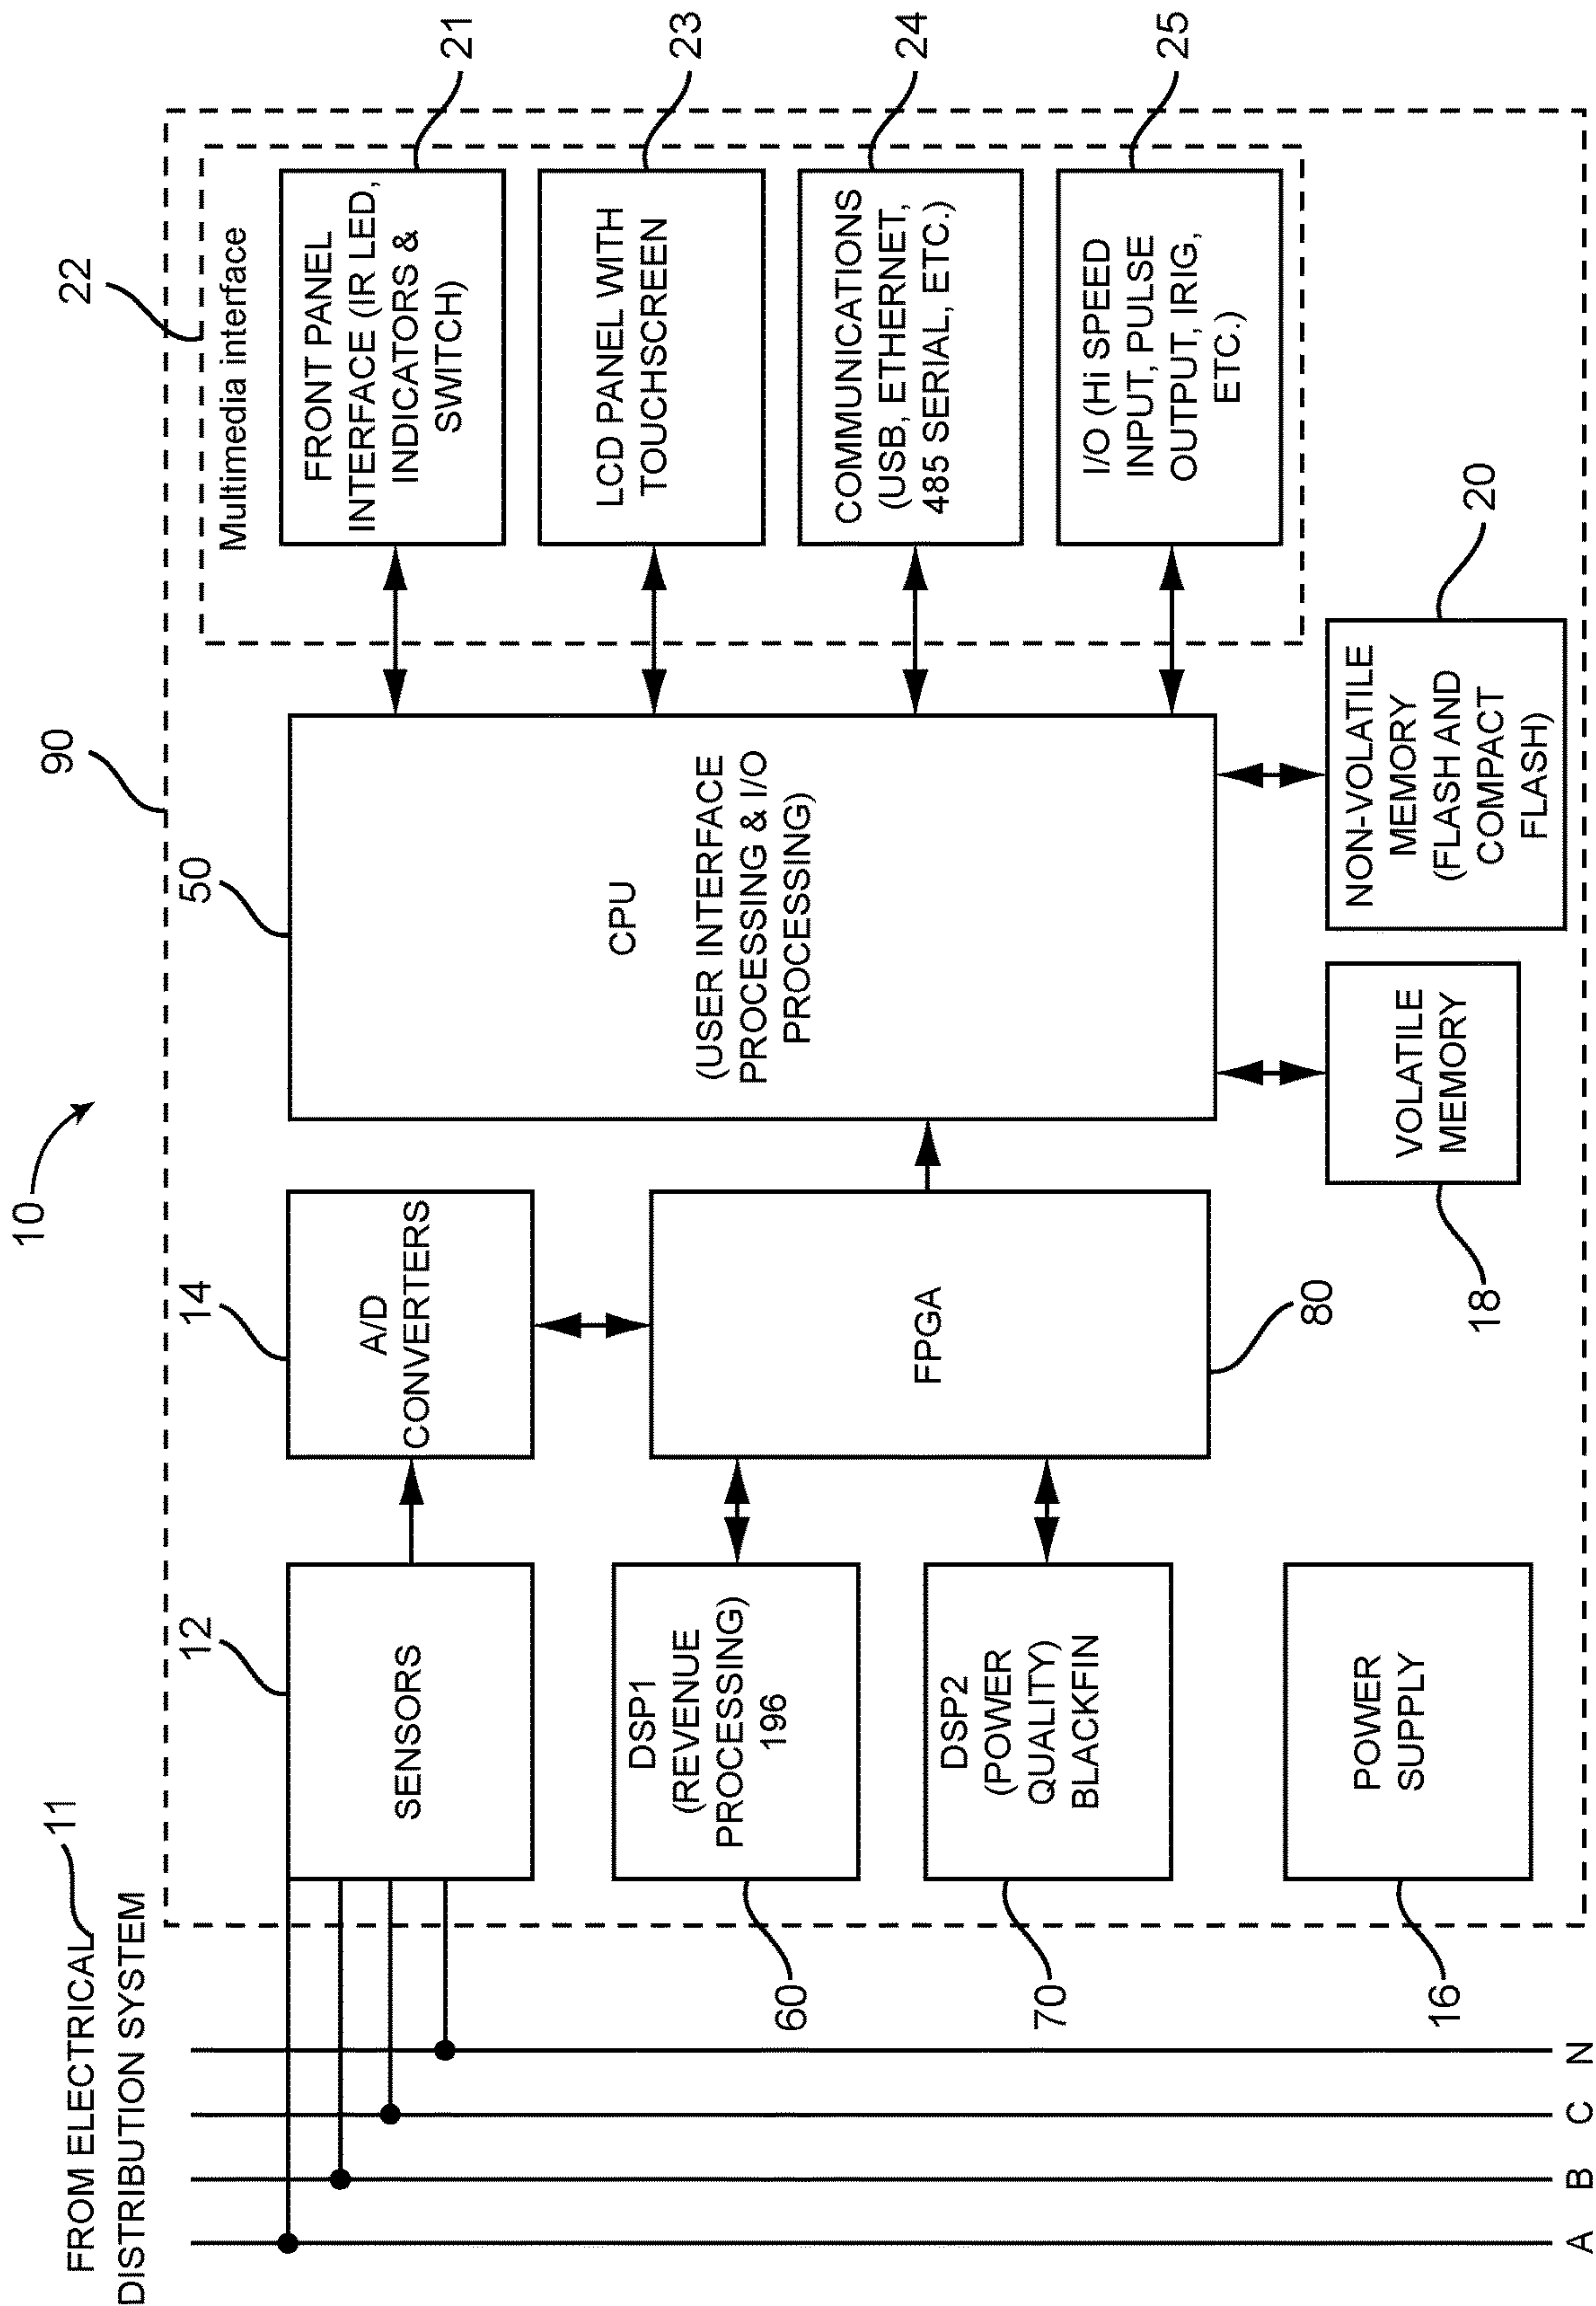 10
90
22
FROM ELECTRICAL
DISTRIBUTION SYSTEM
11
12
14
50
Multimedia interface
SENSORS
A/D
CONVERTERS
CPU
(USER INTERFACE
PROCESSING & I/O
PROCESSING)
FRONT PANEL
INTERFACE (IR LED,
INDICATORS &
SWITCH)
21
LCD PANEL WITH
TOUCHSCREEN
23
COMMUNICATIONS
(USB, ETHERNET,
485 SERIAL, ETC.)
24
I/O (Hi SPEED
INPUT, PULSE
OUTPUT, IRIG,
ETC.)
25
DSP1
(REVENUE
PROCESSING)
196
60
FPGA
80
DSP2
(POWER
QUALITY)
BLACKFIN
70
POWER
SUPPLY
16
VOLATILE
MEMORY
18
NON-VOLATILE
MEMORY
(FLASH AND
COMPACT
FLASH)
20
A
B
C
N